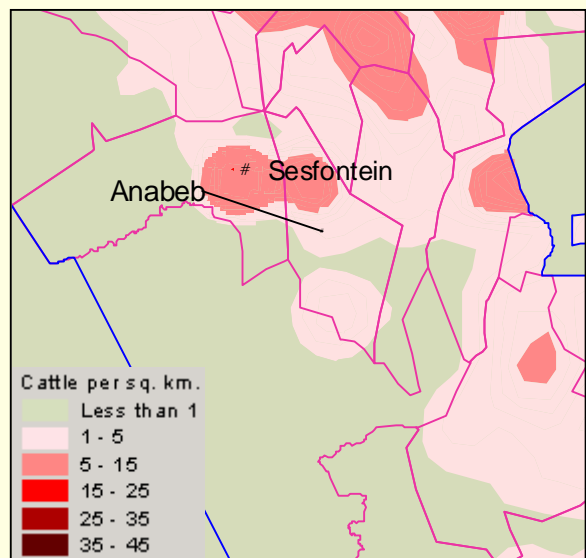 # Sesfontein
Anabeb
Cattle per sq. km.
Less than 1
1 - 5
5 - 15
15 - 25
25 - 35
35 - 45